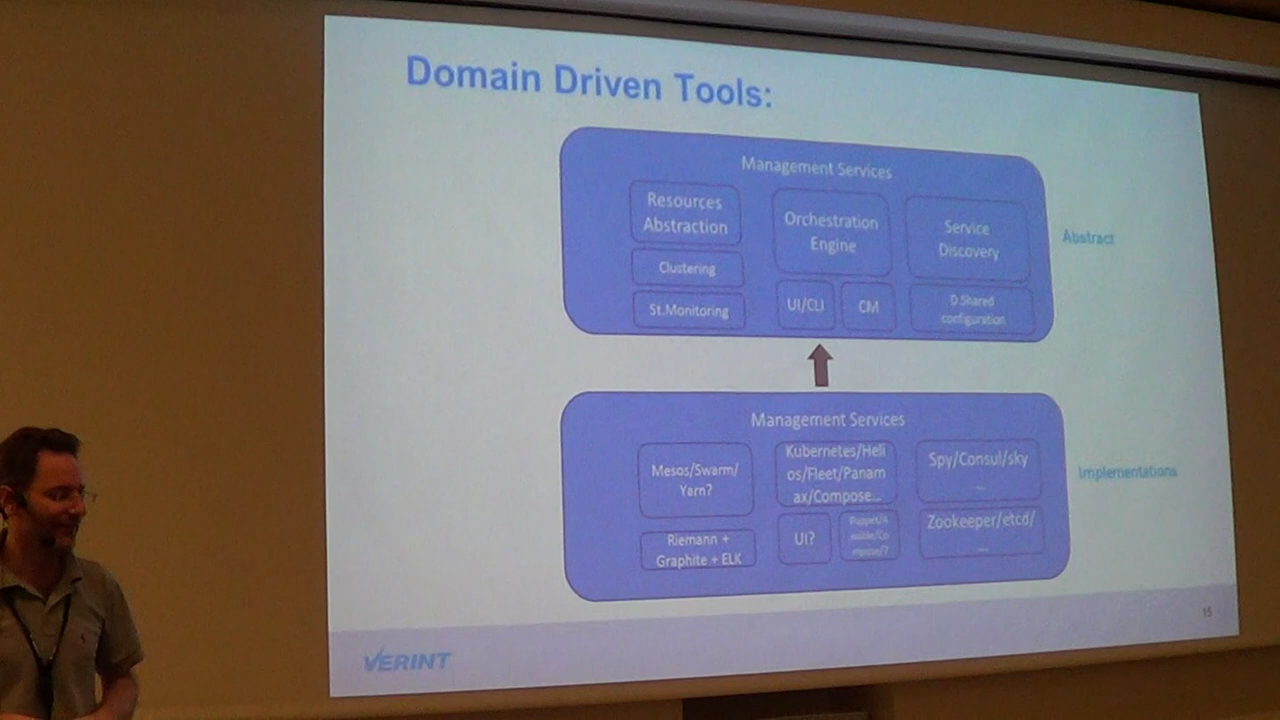 Domain Driven Tools:
Management Services
Resources
Abstraction
Orchestration
Engine
Service
Discovery
Clustering
St.Monitoring
UI/CLI
CM
D.Shared
configuration
Abstract
Management Services
Mesos/Swarm/
Yarn?
Kubernetes/Heli
os/Fleet/Panam
ax/Compose...
Spy/Consul/sky
...
Riemann +
Graphite + ELK
UI?
Zookeeper/etcd/
...
Implementations
15
VERINT